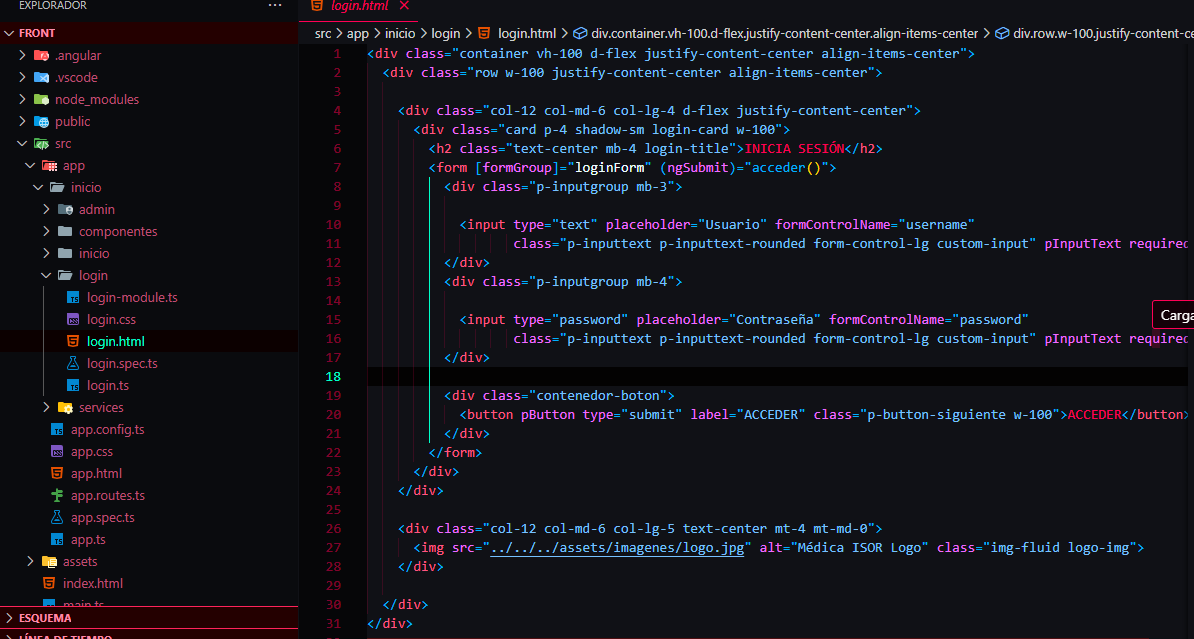 EXPLORADOR
FRONT
.angular
.vscode
node_modules
public
src
app
inicio
admin
componentes
inicio
login
login-module.ts
login.css
login.html
login.spec.ts
login.ts
services
app.config.ts
app.css
app.html
app.routes.ts
app.spec.ts
app.ts
assets
index.html
main.ts
ESQUEMA
LÍNEA DE TIEMPO
login.html
src > app > inicio > login > login.html > div.container.vh-100.d-flex.justify-content-center.align-items-center > div.row.w-100.justify-content-ce
1 <div class="container vh-100 d-flex justify-content-center align-items-center">
2 <div class="row w-100 justify-content-center align-items-center">
3
4 <div class="col-12 col-md-6 col-lg-4 d-flex justify-content-center">
5 <div class="card p-4 shadow-sm login-card w-100">
6 <h2 class="text-center mb-4 login-title">INICIA SESIÓN</h2>
7 <form [formGroup]="loginForm" (ngSubmit)="acceder()">
8 <div class="p-inputgroup mb-3">
9
10 <input type="text" placeholder="Usuario" formControlName="username"
11 class="p-inputtext p-inputtext-rounded form-control-lg custom-input" pInputText required
12 </div>
13 <div class="p-inputgroup mb-4">
14
15 <input type="password" placeholder="Contraseña" formControlName="password"
Carga
16 class="p-inputtext p-inputtext-rounded form-control-lg custom-input" pInputText required
17 </div>
18
19 <div class="contenedor-boton">
20 <button pButton type="submit" label="ACCEDER" class="p-button-siguiente w-100">ACCEDER</button>
21 </div>
22 </form>
23 </div>
24 </div>
25
26 <div class="col-12 col-md-6 col-lg-5 text-center mt-4 mt-md-0">
27 <img src="../../../assets/imagenes/logo.jpg" alt="Médica ISOR Logo" class="img-fluid logo-img">
28 </div>
29
30 </div>
31 </div>